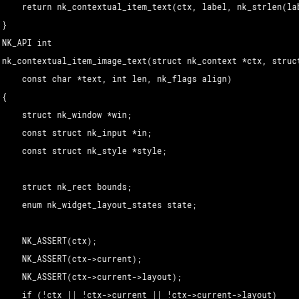 return nk_contextual_item_text(ctx, label, nk_strlen(lab
}
NK_API int
nk_contextual_item_image_text(struct nk_context *ctx, struct
    const char *text, int len, nk_flags align)
{
    struct nk_window *win;
    const struct nk_input *in;
    const struct nk_style *style;

    struct nk_rect bounds;
    enum nk_widget_layout_states state;

    NK_ASSERT(ctx);
    NK_ASSERT(ctx->current);
    NK_ASSERT(ctx->current->layout);
    if (!ctx || !ctx->current || !ctx->current->layout)